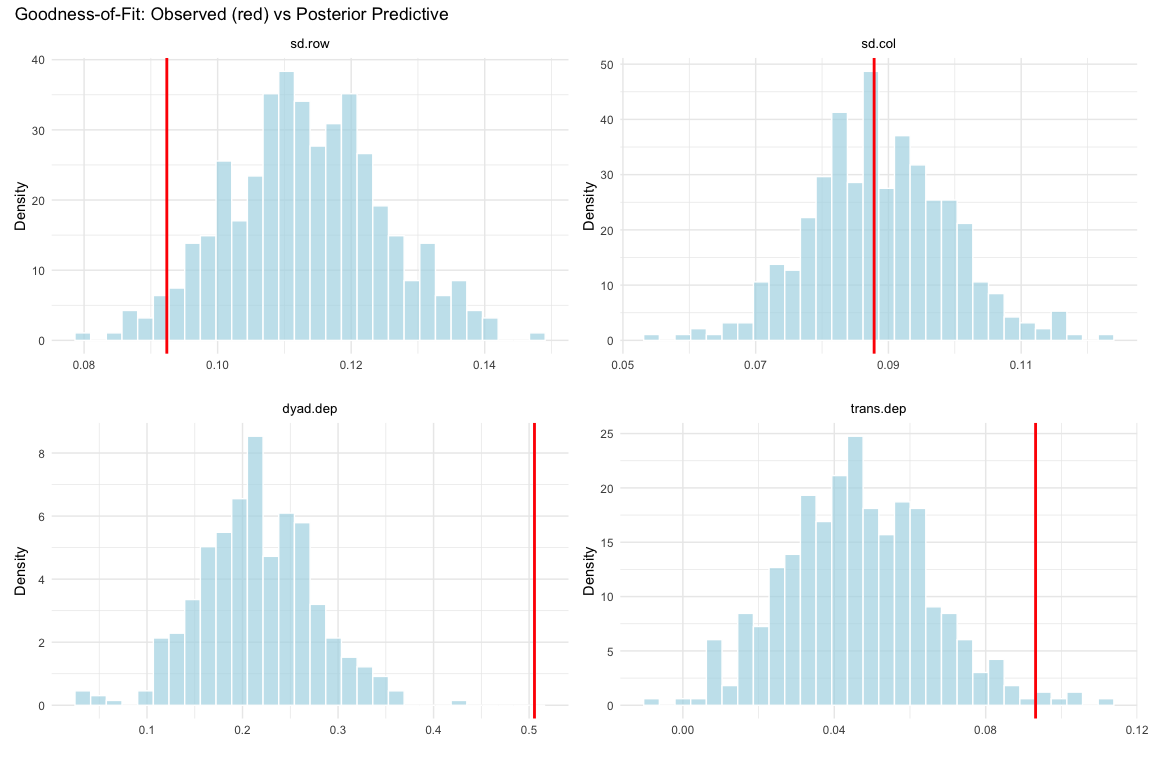 Goodness-of-Fit: Observed (red) vs Posterior Predictive
sd.row
Density
40
30
20
10
0
0.08 0.10 0.12 0.14
sd.col
Density
50
40
30
20
10
0
0.05 0.07 0.09 0.11
dyad.dep
Density
8
6
4
2
0
0.1 0.2 0.3 0.4 0.5
trans.dep
Density
25
20
15
10
5
0
0.00 0.04 0.08 0.12